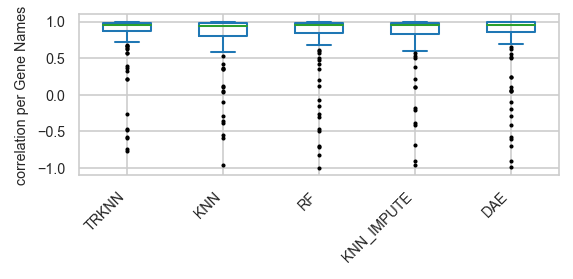 correlation per Gene Names
1.0
0.5
0.0
−0.5
−1.0
TRKNN
KNN
RF
KNN_IMPUTE
DAE